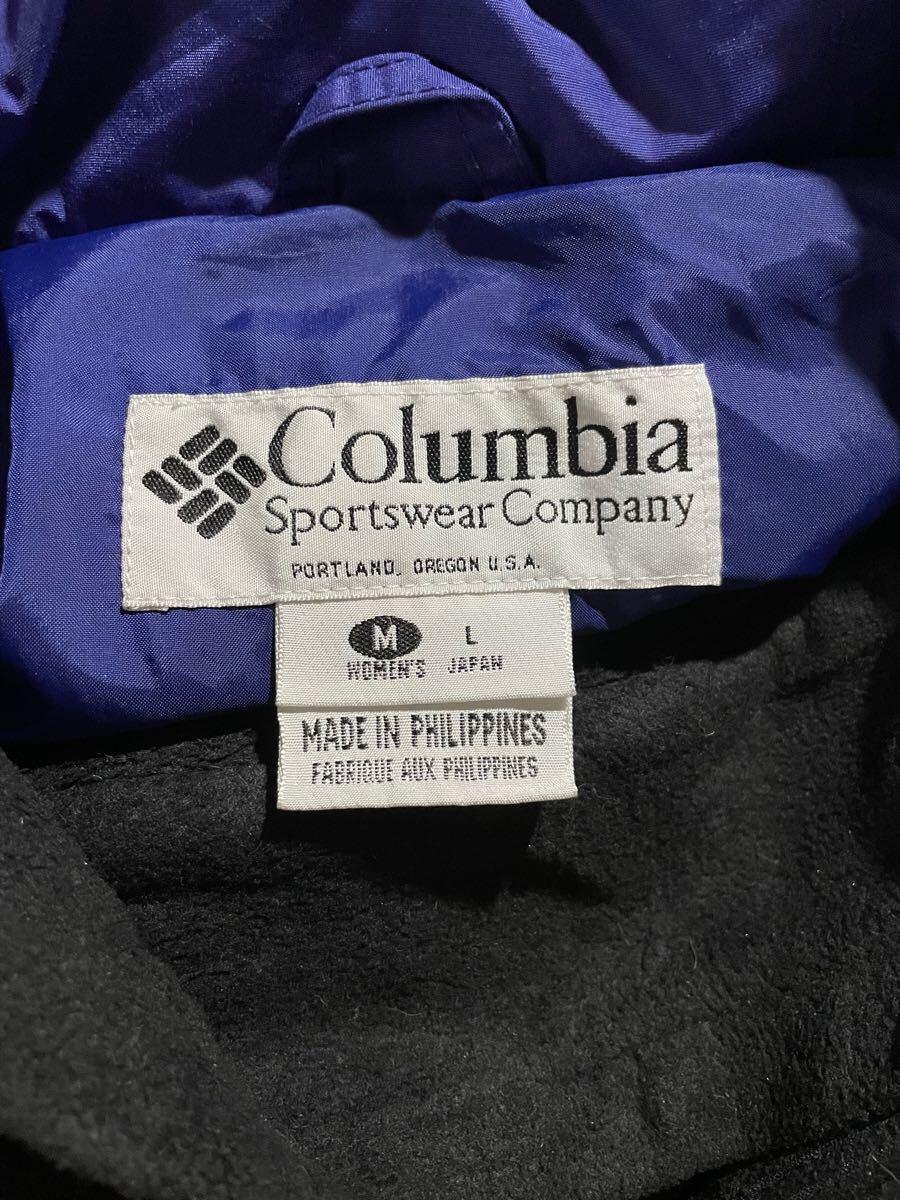 Columbia
Sportswear Company
PORTLAND, OREGON U.S.A.
M L
WOMEN'S JAPAN
MADE IN PHILIPPINES
FABRIQUE AUX PHILIPPINES